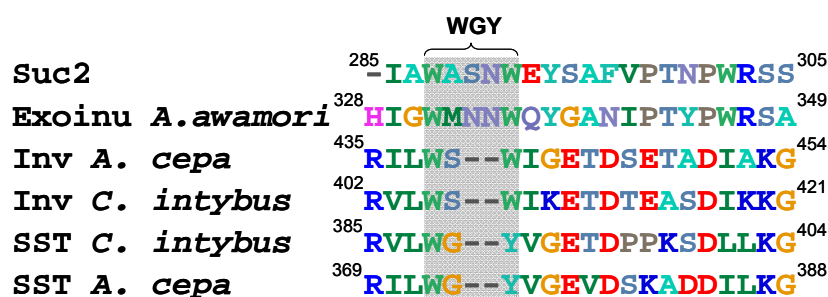 WGY
Suc2 285 -IAWASNWEYSAFVPTNPWRSS 305
Exoinu A.awamori 328 HIGWMNNWQYGANIPTYPWRSA 349
Inv A. cepa 435 RILWS--WIGETDSETADIAKG 454
Inv C. intybus 402 RVLWS--WIKETDTEASDIKKG 421
SST C. intybus 385 RVLWG--YVGETDPPKSDLLKG 404
SST A. cepa 369 RILWG--YVGEVDSKADDILKG 388